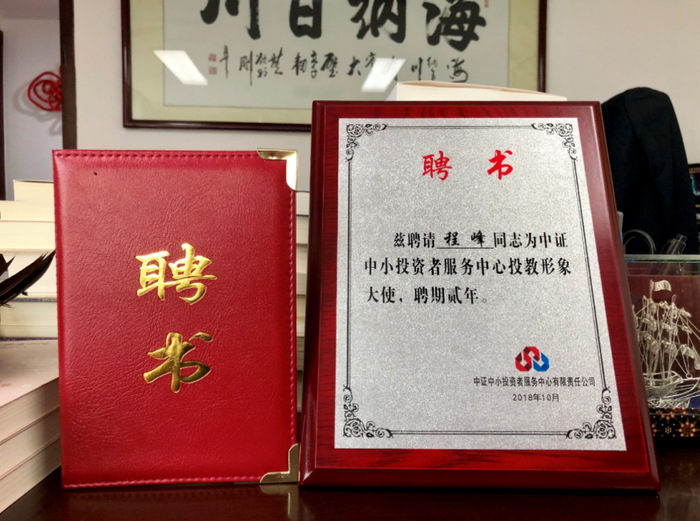 海纳百川
聘
书
聘书
兹聘请 程峰 同志为中证
中小投资者服务中心投教形象
大使，聘期贰年。
中证中小投资者服务中心有限责任公司
2018年10月